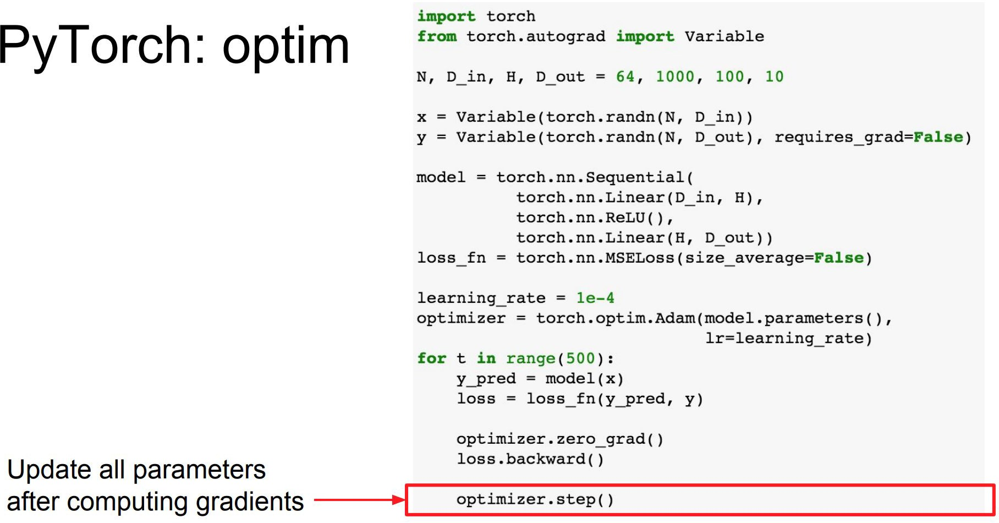 PyTorch: optim
import torch
from torch.autograd import Variable
N, D_in, H, D_out = 64, 1000, 100, 10
x = Variable(torch.randn(N, D_in))
y = Variable(torch.randn(N, D_out), requires_grad=False)
model = torch.nn.Sequential(
          torch.nn.Linear(D_in, H),
          torch.nn.ReLU(),
          torch.nn.Linear(H, D_out))
loss_fn = torch.nn.MSELoss(size_average=False)
learning_rate = 1e-4
optimizer = torch.optim.Adam(model.parameters(),
                             lr=learning_rate)
for t in range(500):
    y_pred = model(x)
    loss = loss_fn(y_pred, y)
    optimizer.zero_grad()
    loss.backward()
    optimizer.step()
Update all parameters
after computing gradients